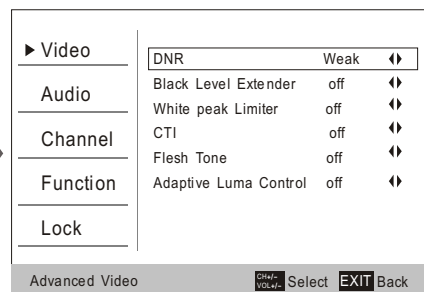 Video
Audio
Channel
Function
Lock
DNR Weak
Black Level Extender off
White peak Limiter off
CTI off
Flesh Tone off
Adaptive Luma Control off
Advanced Video
CH+/- VOL+/- Select EXIT Back